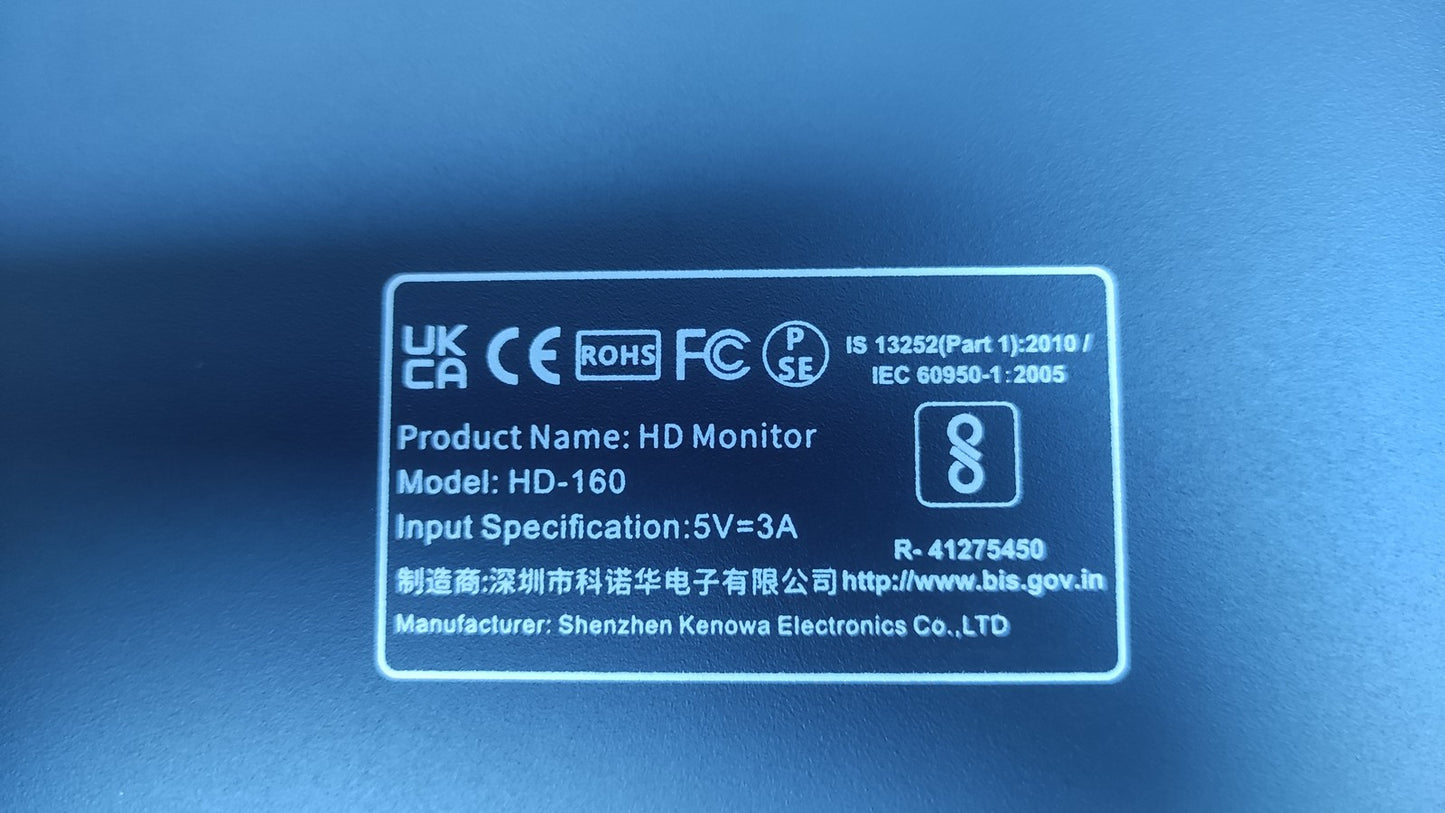 UK CA CE ROHS FC PSE
IS 13252(Part 1):2010 /
IEC 60950-1:2005
Product Name: HD Monitor
Model: HD-160
Input Specification:5V=3A
R- 41275450
制造商:深圳市科诺华电子有限公司
http://www.bis.gov.in
Manufacturer: Shenzhen Kenowa Electronics Co.,LTD